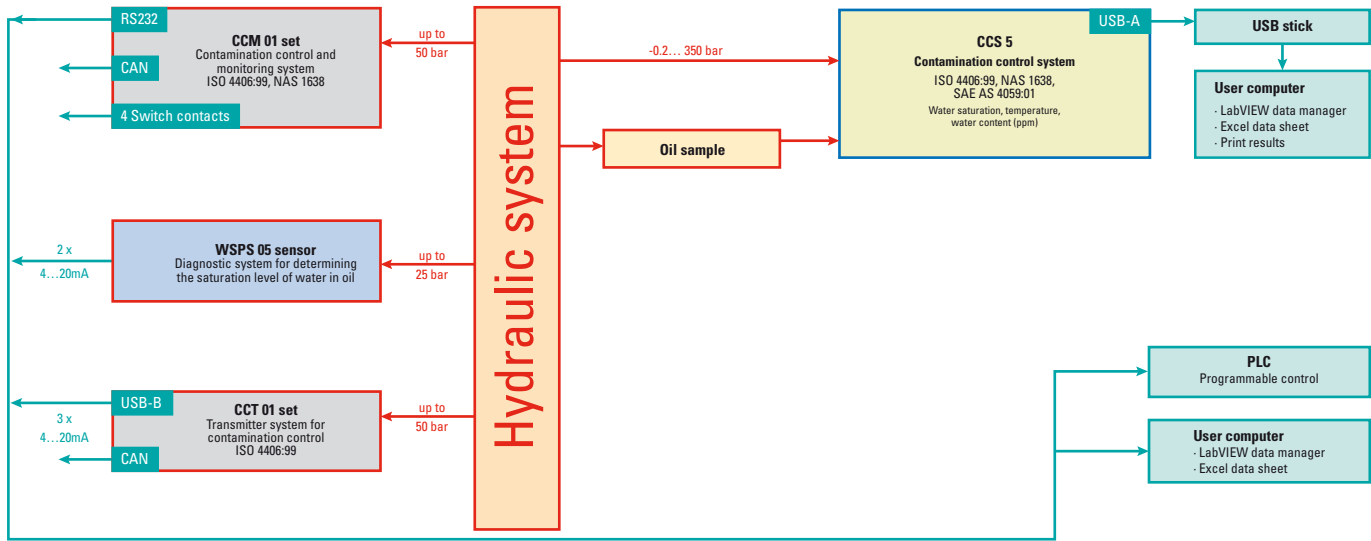 RS232
CCM 01 set
Contamination control and
monitoring system
ISO 4406:99, NAS 1638
CAN
4 Switch contacts
up to
50 bar
Hydraulic system
-0.2... 350 bar
Oil sample
USB-A
CCS 5
Contamination control system
ISO 4406:99, NAS 1638,
SAE AS 4059:01
Water saturation, temperature,
water content (ppm)
USB stick
User computer
· LabVIEW data manager
· Excel data sheet
· Print results
2 x
4...20mA
WSPS 05 sensor
Diagnostic system for determining
the saturation level of water in oil
up to
25 bar
USB-B
3 x
4...20mA
CAN
CCT 01 set
Transmitter system for
contamination control
ISO 4406:99
up to
50 bar
PLC
Programmable control
User computer
· LabVIEW data manager
· Excel data sheet